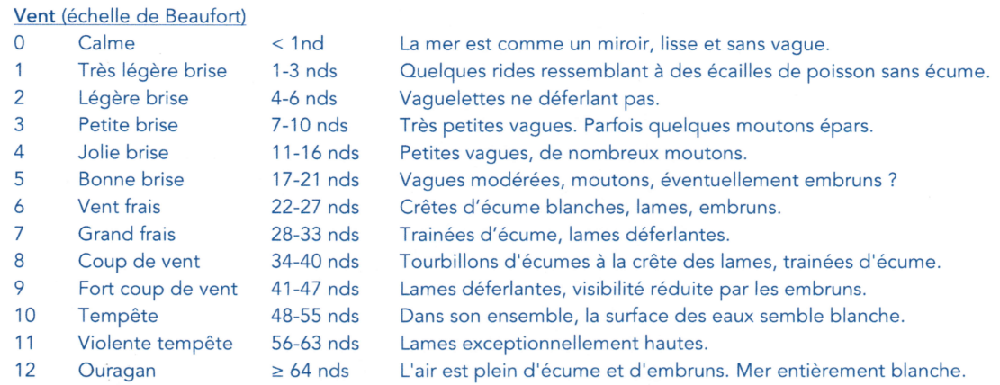 Vent (échelle de Beaufort)
0 Calme < 1nd La mer est comme un miroir, lisse et sans vague.
1 Très légère brise 1-3 nds Quelques rides ressemblant à des écailles de poisson sans écume.
2 Légère brise 4-6 nds Vaguelettes ne déferlant pas.
3 Petite brise 7-10 nds Très petites vagues. Parfois quelques moutons épars.
4 Jolie brise 11-16 nds Petites vagues, de nombreux moutons.
5 Bonne brise 17-21 nds Vagues modérées, moutons, éventuellement embruns ?
6 Vent frais 22-27 nds Crêtes d'écume blanches, lames, embruns.
7 Grand frais 28-33 nds Trainées d'écume, lames déferlantes.
8 Coup de vent 34-40 nds Tourbillons d'écumes à la crête des lames, trainées d'écume.
9 Fort coup de vent 41-47 nds Lames déferlantes, visibilité réduite par les embruns.
10 Tempête 48-55 nds Dans son ensemble, la surface des eaux semble blanche.
11 Violente tempête 56-63 nds Lames exceptionnellement hautes.
12 Ouragan ≥ 64 nds L'air est plein d'écume et d'embruns. Mer entièrement blanche.